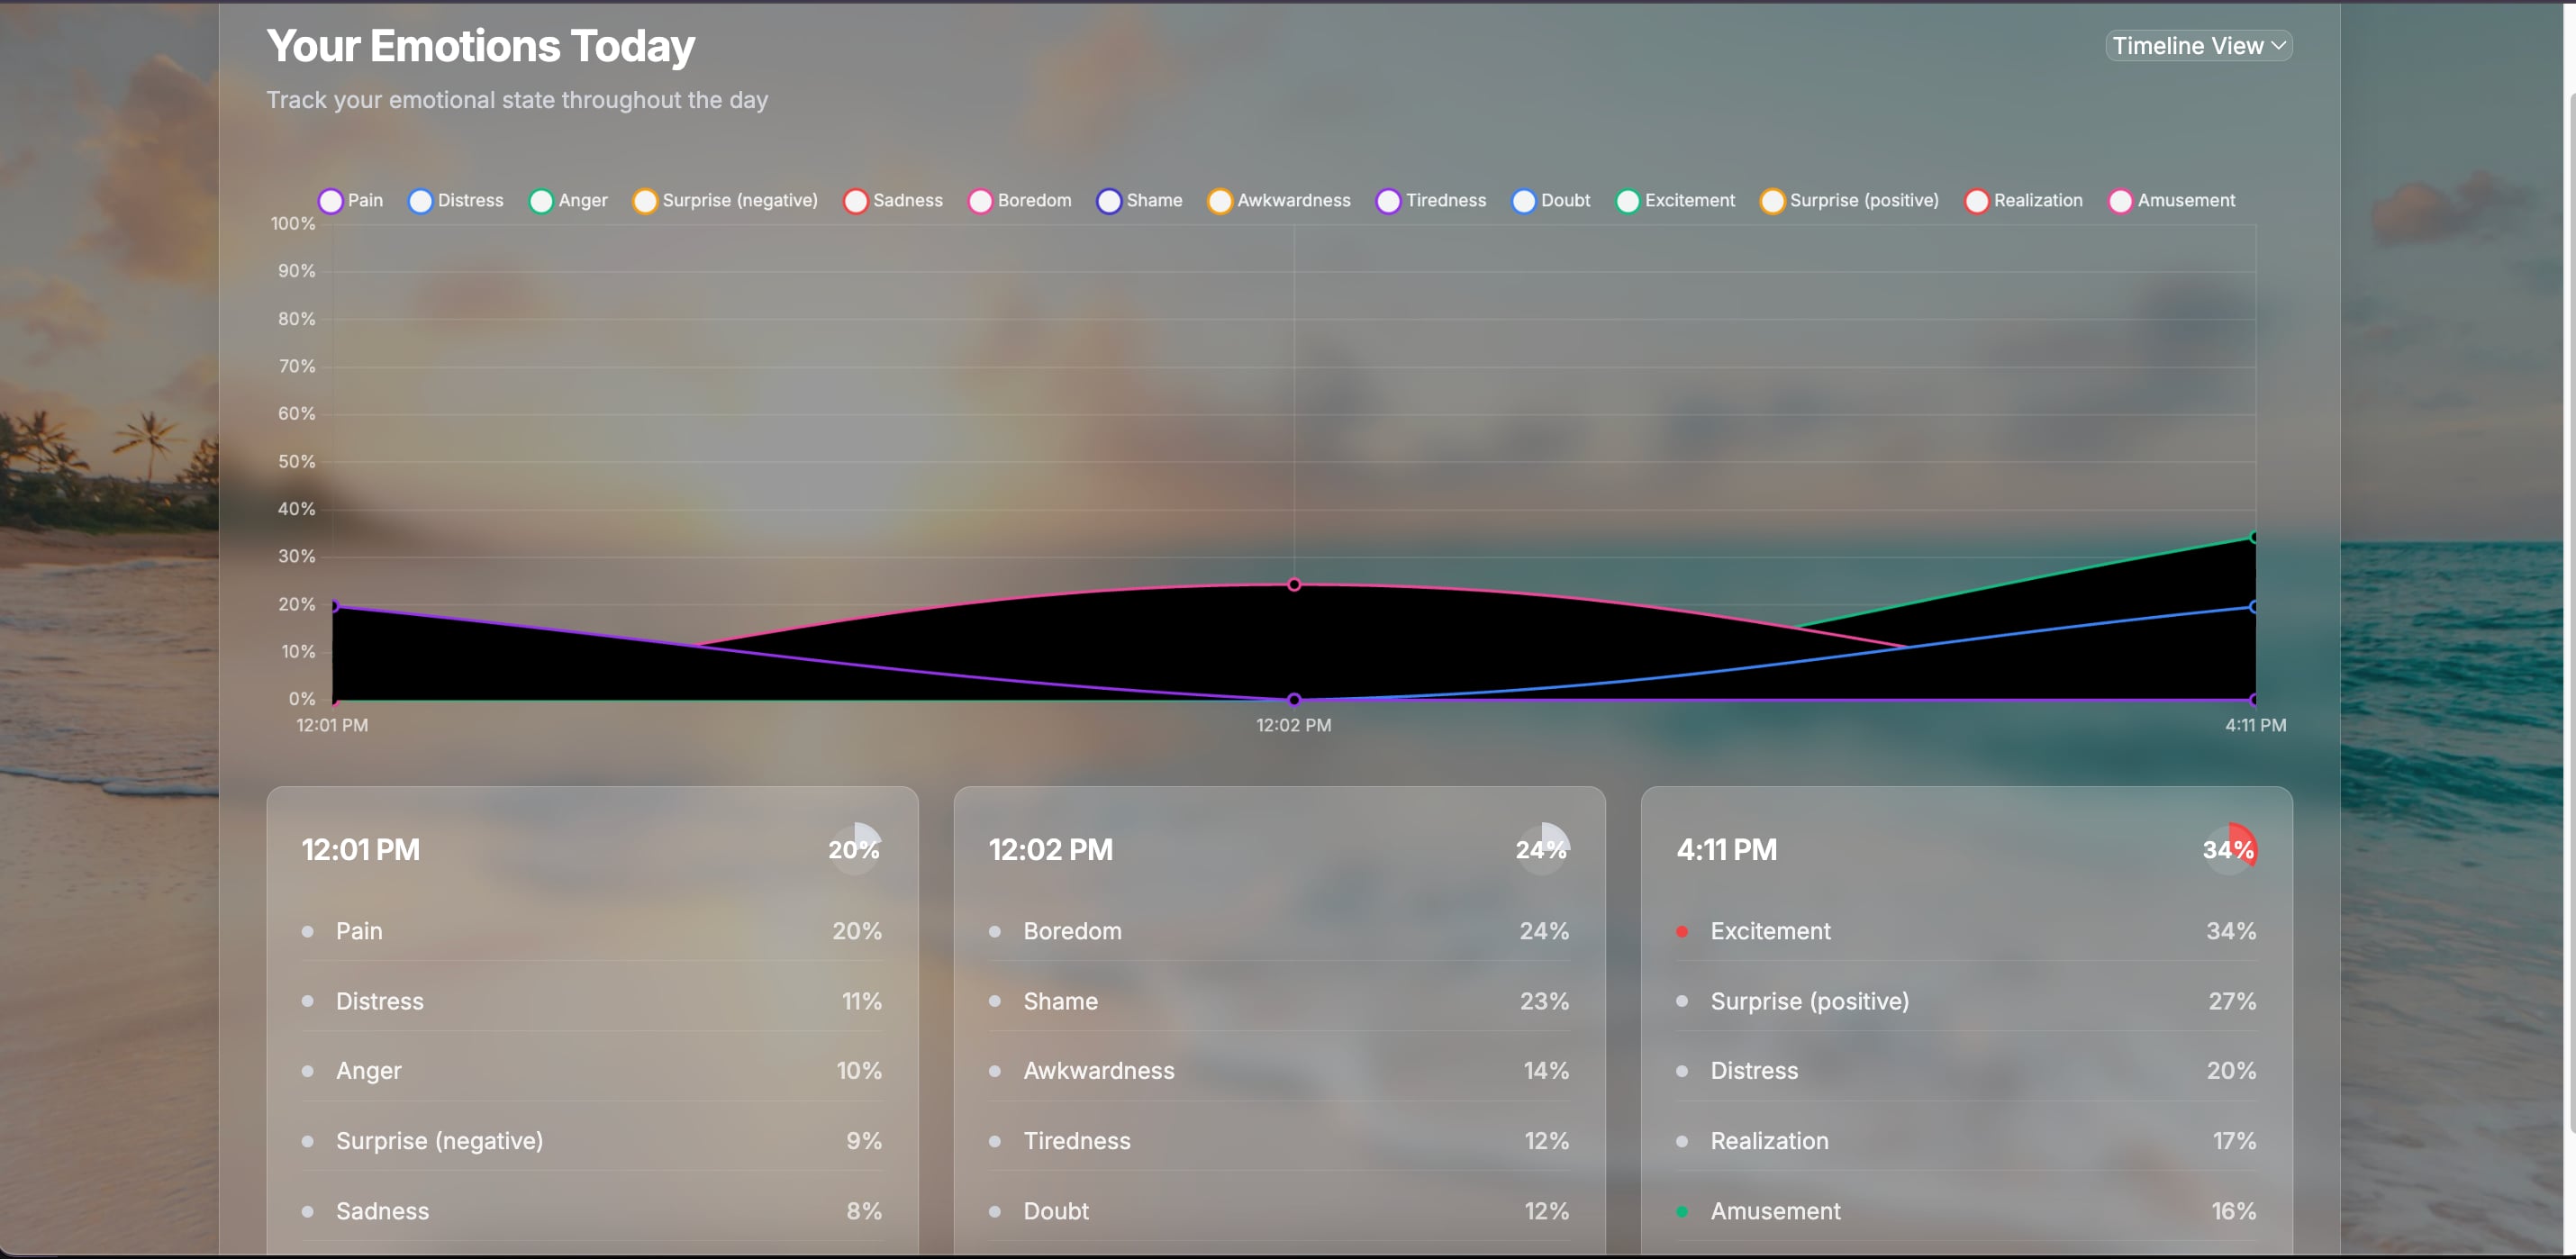 Your Emotions Today
Timeline View
Track your emotional state throughout the day
Pain Distress Anger Surprise (negative) Sadness Boredom Shame Awkwardness Tiredness Doubt Excitement Surprise (positive) Realization Amusement
100%
90%
80%
70%
60%
50%
40%
30%
20%
10%
0%
12:01 PM 12:02 PM 4:11 PM
12:01 PM 20%
Pain 20%
Distress 11%
Anger 10%
Surprise (negative) 9%
Sadness 8%
12:02 PM 24%
Boredom 24%
Shame 23%
Awkwardness 14%
Tiredness 12%
Doubt 12%
4:11 PM 34%
Excitement 34%
Surprise (positive) 27%
Distress 20%
Realization 17%
Amusement 16%